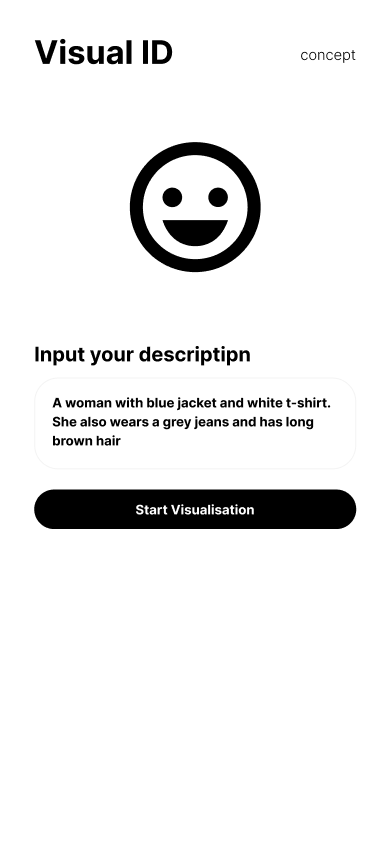 Visual ID
concept
Input your descriptipn
A woman with blue jacket and white t-shirt.
She also wears a grey jeans and has long
brown hair
Start Visualisation